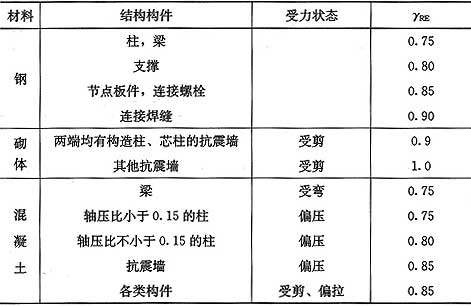 材料 结构构件 受力状态 γRE
钢 柱，梁 0.75
支撑 0.80
节点板件，连接螺栓 0.85
连接焊缝 0.90
砌体 两端均有构造柱、芯柱的抗震墙 受剪 0.9
其他抗震墙 受剪 1.0
混凝土 梁 受弯 0.75
轴压比小于 0.15 的柱 偏压 0.75
轴压比不小于 0.15 的柱 偏压 0.80
抗震墙 偏压 0.85
各类构件 受剪、偏拉 0.85